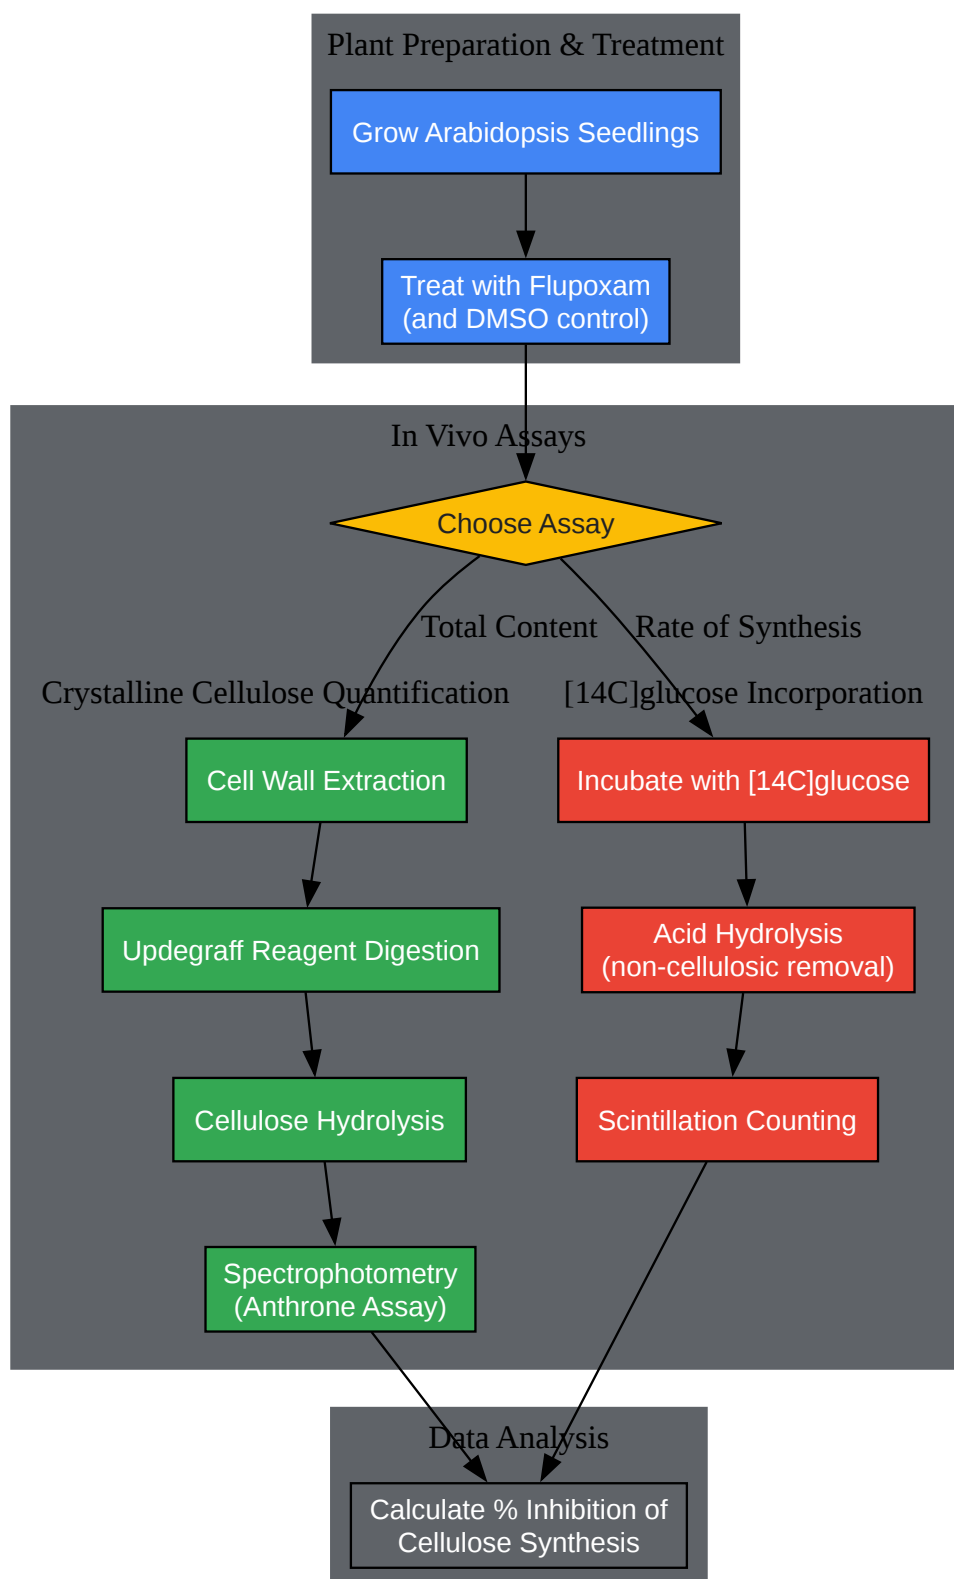 Plant Preparation & Treatment
Grow Arabidopsis Seedlings
Treat with Flupoxam
(and DMSO control)
In Vivo Assays
Choose Assay
Total Content
Rate of Synthesis
Crystalline Cellulose Quantification
[14C]glucose Incorporation
Cell Wall Extraction
Incubate with [14C]glucose
Updegraff Reagent Digestion
Acid Hydrolysis
(non-cellulosic removal)
Cellulose Hydrolysis
Scintillation Counting
Spectrophotometry
(Anthrone Assay)
Data Analysis
Calculate % Inhibition of
Cellulose Synthesis